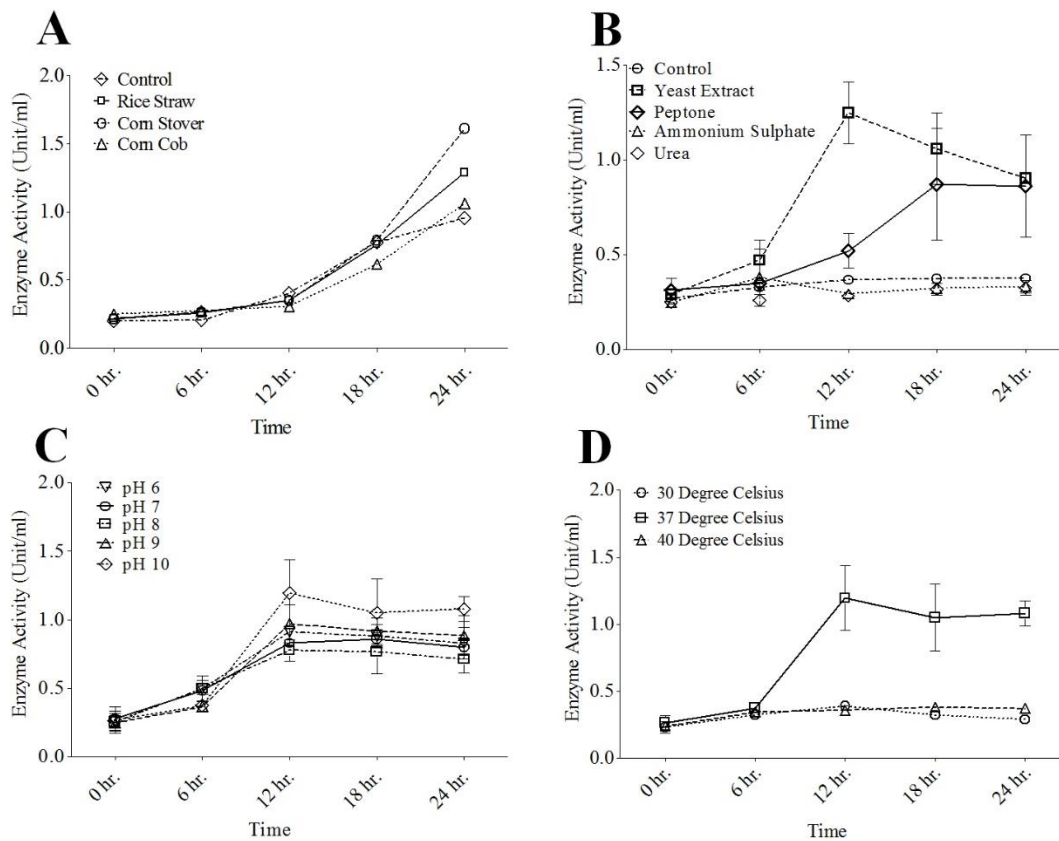 A
Control
Rice Straw
Corn Stover
Corn Cob
Enzyme Activity (Unit/ml)
2.0
1.5
1.0
0.5
0.0
0 hr.
6 hr.
12 hr.
18 hr.
24 hr.
Time
B
Control
Yeast Extract
Peptone
Ammonium Sulphate
Urea
Enzyme Activity (Unit/ml)
1.5
1.0
0.5
0.0
0 hr.
6 hr.
12 hr.
18 hr.
24 hr.
Time
C
pH 6
pH 7
pH 8
pH 9
pH 10
Enzyme Activity (Unit/ml)
2.0
1.5
1.0
0.5
0.0
0 hr.
6 hr.
12 hr.
18 hr.
24 hr.
Time
D
30 Degree Celsius
37 Degree Celsius
40 Degree Celsius
Enzyme Activity (Unit/ml)
2.0
1.5
1.0
0.5
0.0
0 hr.
6 hr.
12 hr.
18 hr.
24 hr.
Time